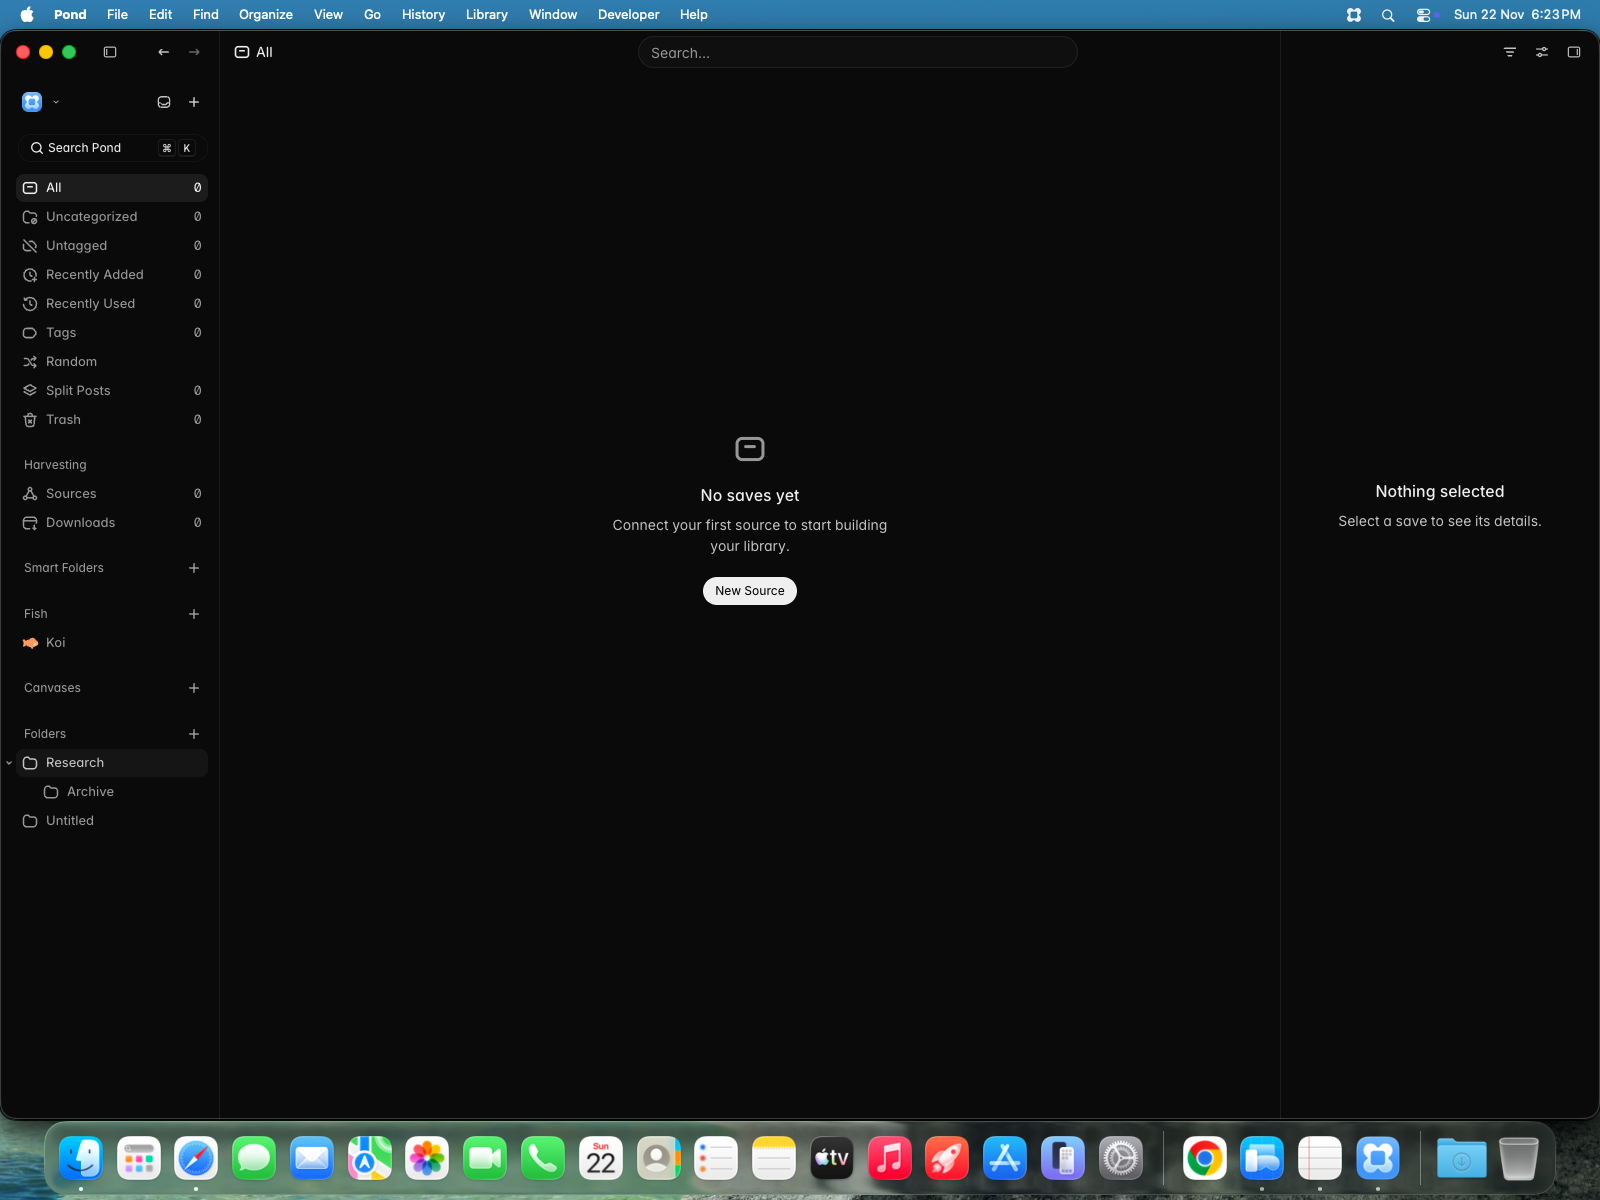 Pond File Edit Find Organize View Go History Library Window Developer Help Sun 22 Nov 6:23 PM
All
Search...
Search Pond ⌘ K
All 0
Uncategorized 0
Untagged 0
Recently Added 0
Recently Used 0
Tags 0
Random
Split Posts 0
Trash 0
Harvesting
Sources 0
Downloads 0
Smart Folders
Fish
Koi
Canvases
Folders
Research
Archive
Untitled
No saves yet
Connect your first source to start building
your library.
New Source
Nothing selected
Select a save to see its details.
Sun
22
tv